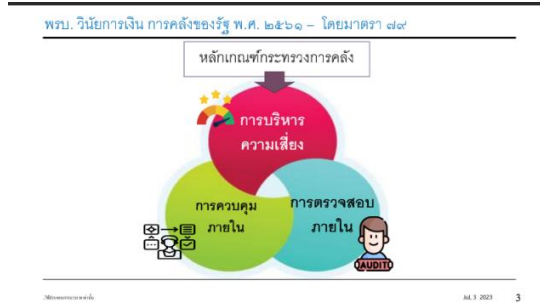 พรบ. วินัยการเงิน การคลังของรัฐ พ.ศ. ๒๕๖๑ – โดยมาตรา ๗๙
หลักเกณฑ์กระทรวงการคลัง
การบริหาร
ความเสี่ยง
การควบคุม
ภายใน
การตรวจสอบ
ภายใน
AUDIT
Jul. 3 2023
3